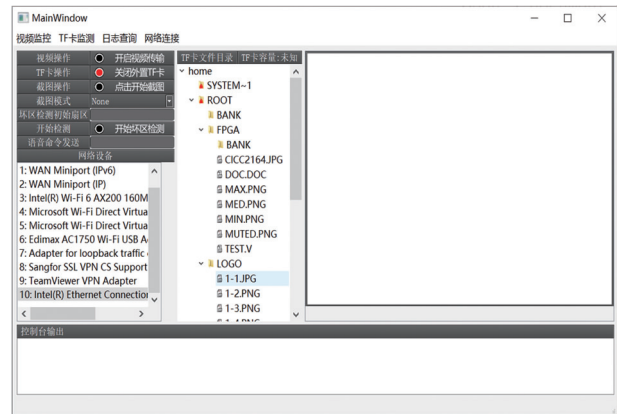 MainWindow
视频监控 TF卡监测 日志查询 网络连接
视频操作 开启视频传输
TF卡操作 关闭外置TF卡
截图操作 点击开始截图
截图模式 None
坏区检测初始扇区
开始检测 开始坏区检测
语音命令发送
网络设备
1: WAN Miniport (IPv6)
2: WAN Miniport (IP)
3: Intel(R) Wi-Fi 6 AX200 160M
4: Microsoft Wi-Fi Direct Virtua
5: Microsoft Wi-Fi Direct Virtua
6: Edimax AC1750 Wi-Fi USB A
7: Adapter for loopback traffic
8: Sangfor SSL VPN CS Support
9: TeamViewer VPN Adapter
10: Intel(R) Ethernet Connection
TF卡文件目录 TF卡容量:未知
home
SYSTEM~1
ROOT
BANK
FPGA
BANK
CICC2164.JPG
DOC.DOC
MAX.PNG
MED.PNG
MIN.PNG
MUTED.PNG
TEST.V
LOGO
1-1.JPG
1-2.PNG
1-3.PNG
控制台输出